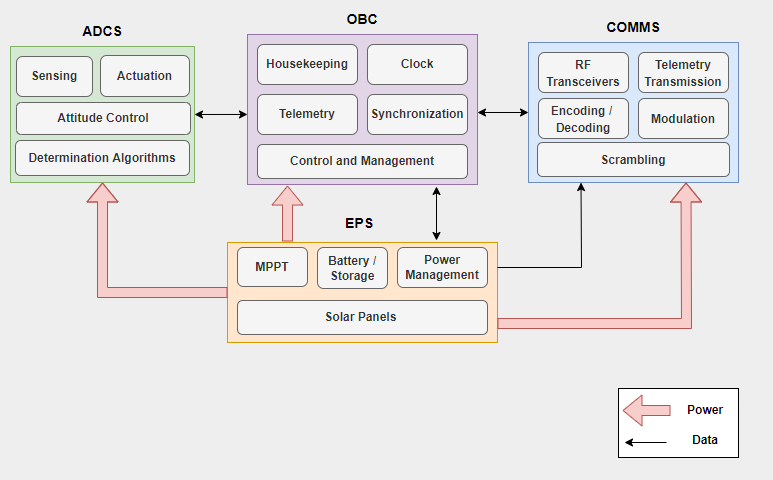 ADCS
Sensing
Actuation
Attitude Control
Determination Algorithms
OBC
Housekeeping
Clock
Telemetry
Synchronization
Control and Management
COMMS
RF
Transceivers
Telemetry
Transmission
Encoding /
Decoding
Modulation
Scrambling
EPS
MPPT
Battery /
Storage
Power
Management
Solar Panels
Power
Data